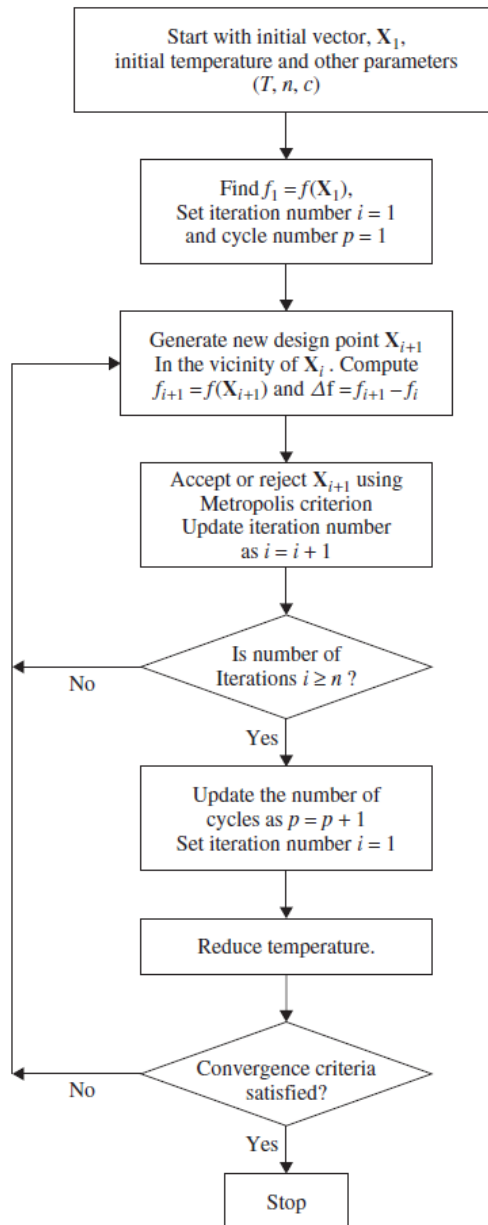 Start with initial vector, X₁,
initial temperature and other parameters
(T, n, c)
Find f₁ = f(X₁),
Set iteration number i = 1
and cycle number p = 1
Generate new design point Xᵢ₊₁
In the vicinity of Xᵢ . Compute
fᵢ₊₁ = f(Xᵢ₊₁) and Δf = fᵢ₊₁ – fᵢ
Accept or reject Xᵢ₊₁ using
Metropolis criterion
Update iteration number
as i = i + 1
Is number of
Iterations i ≥ n ?
No
Yes
Update the number of
cycles as p = p + 1
Set iteration number i = 1
Reduce temperature.
Convergence criteria
satisfied?
No
Yes
Stop